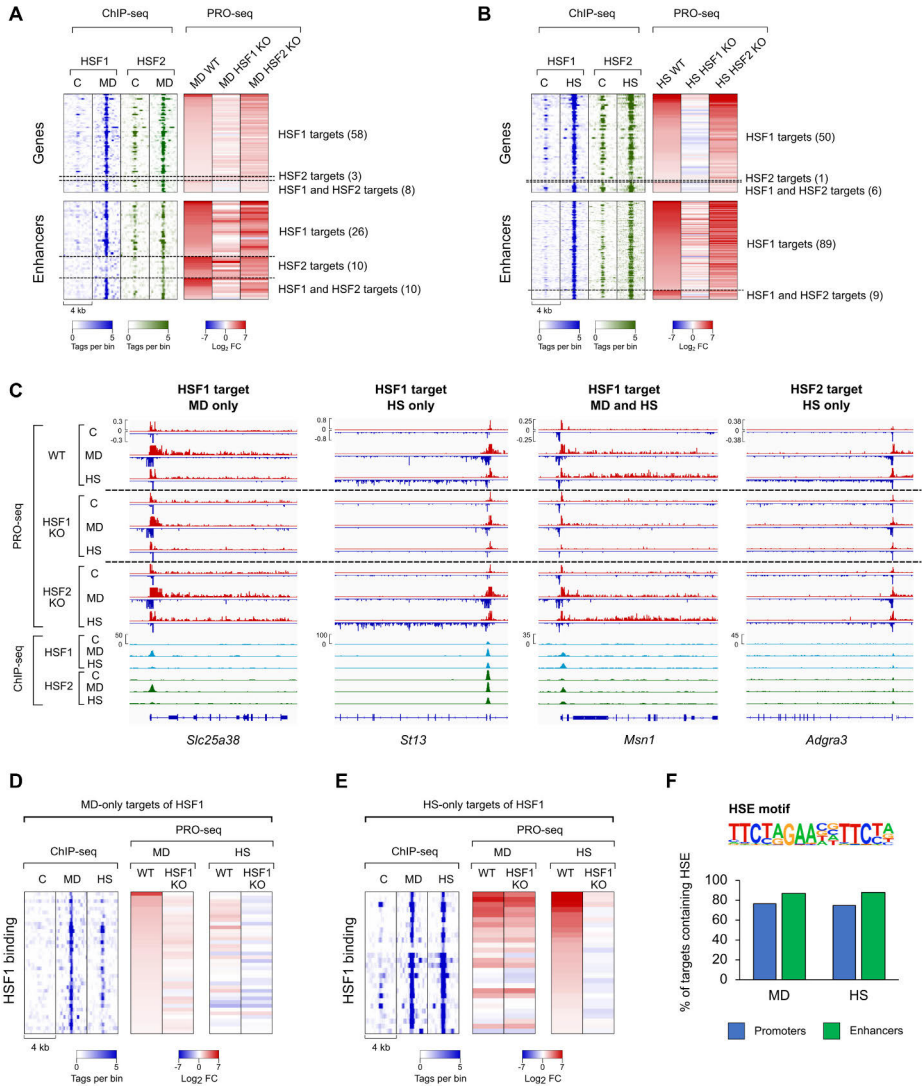 A
ChIP-seq
PRO-seq
HSF1
HSF2
C
MD
C
MD
MD WT
MD HSF1 KO
MD HSF2 KO
Genes
HSF1 targets (58)
HSF2 targets (3)
HSF1 and HSF2 targets (8)
Enhancers
HSF1 targets (26)
HSF2 targets (10)
HSF1 and HSF2 targets (10)
4 kb
0 5
Tags per bin
0 5
Tags per bin
-7 0 7
Log2 FC
B
ChIP-seq
PRO-seq
HSF1
HSF2
C
HS
C
HS
HS WT
HS HSF1 KO
HS HSF2 KO
Genes
HSF1 targets (50)
HSF2 targets (1)
HSF1 and HSF2 targets (6)
Enhancers
HSF1 targets (89)
HSF1 and HSF2 targets (9)
4 kb
0 5
Tags per bin
0 5
Tags per bin
-7 0 7
Log2 FC
C
HSF1 target
MD only
HSF1 target
HS only
HSF1 target
MD and HS
HSF2 target
HS only
PRO-seq
WT
C
MD
HS
HSF1
KO
C
MD
HS
HSF2
KO
C
MD
HS
ChIP-seq
HSF1
C
MD
HS
HSF2
C
MD
HS
0.3
0
-0.3
0.8
0
-0.8
0.25
0
-0.25
0.38
0
-0.38
50
0
100
0
35
0
45
0
Slc25a38
St13
Msn1
Adgra3
D
MD-only targets of HSF1
PRO-seq
ChIP-seq
MD
HS
C
MD
HS
WT
HSF1
KO
WT
HSF1
KO
HSF1 binding
4 kb
0 5
Tags per bin
-7 0 7
Log2 FC
E
HS-only targets of HSF1
PRO-seq
ChIP-seq
MD
HS
C
MD
HS
WT
HSF1
KO
WT
HSF1
KO
HSF1 binding
4 kb
0 5
Tags per bin
-7 0 7
Log2 FC
F
HSE motif
% of targets containing HSE
100
80
60
40
20
0
MD
HS
Promoters
Enhancers